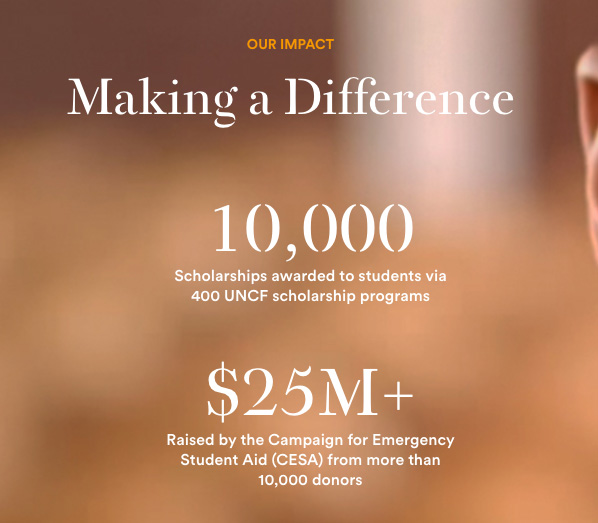 OUR IMPACT
Making a Difference
10,000
Scholarships awarded to students via
400 UNCF scholarship programs
$25M+
Raised by the Campaign for Emergency
Student Aid (CESA) from more than
10,000 donors